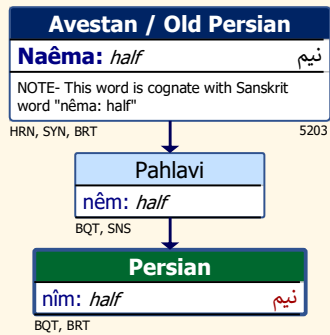 Avestan / Old Persian
Naêma: half نیم
NOTE- This word is cognate with Sanskrit
word "nêma: half"
HRN, SYN, BRT 5203
Pahlavi
nêm: half
BQT, SNS
Persian
nîm: half نیم
BQT, BRT